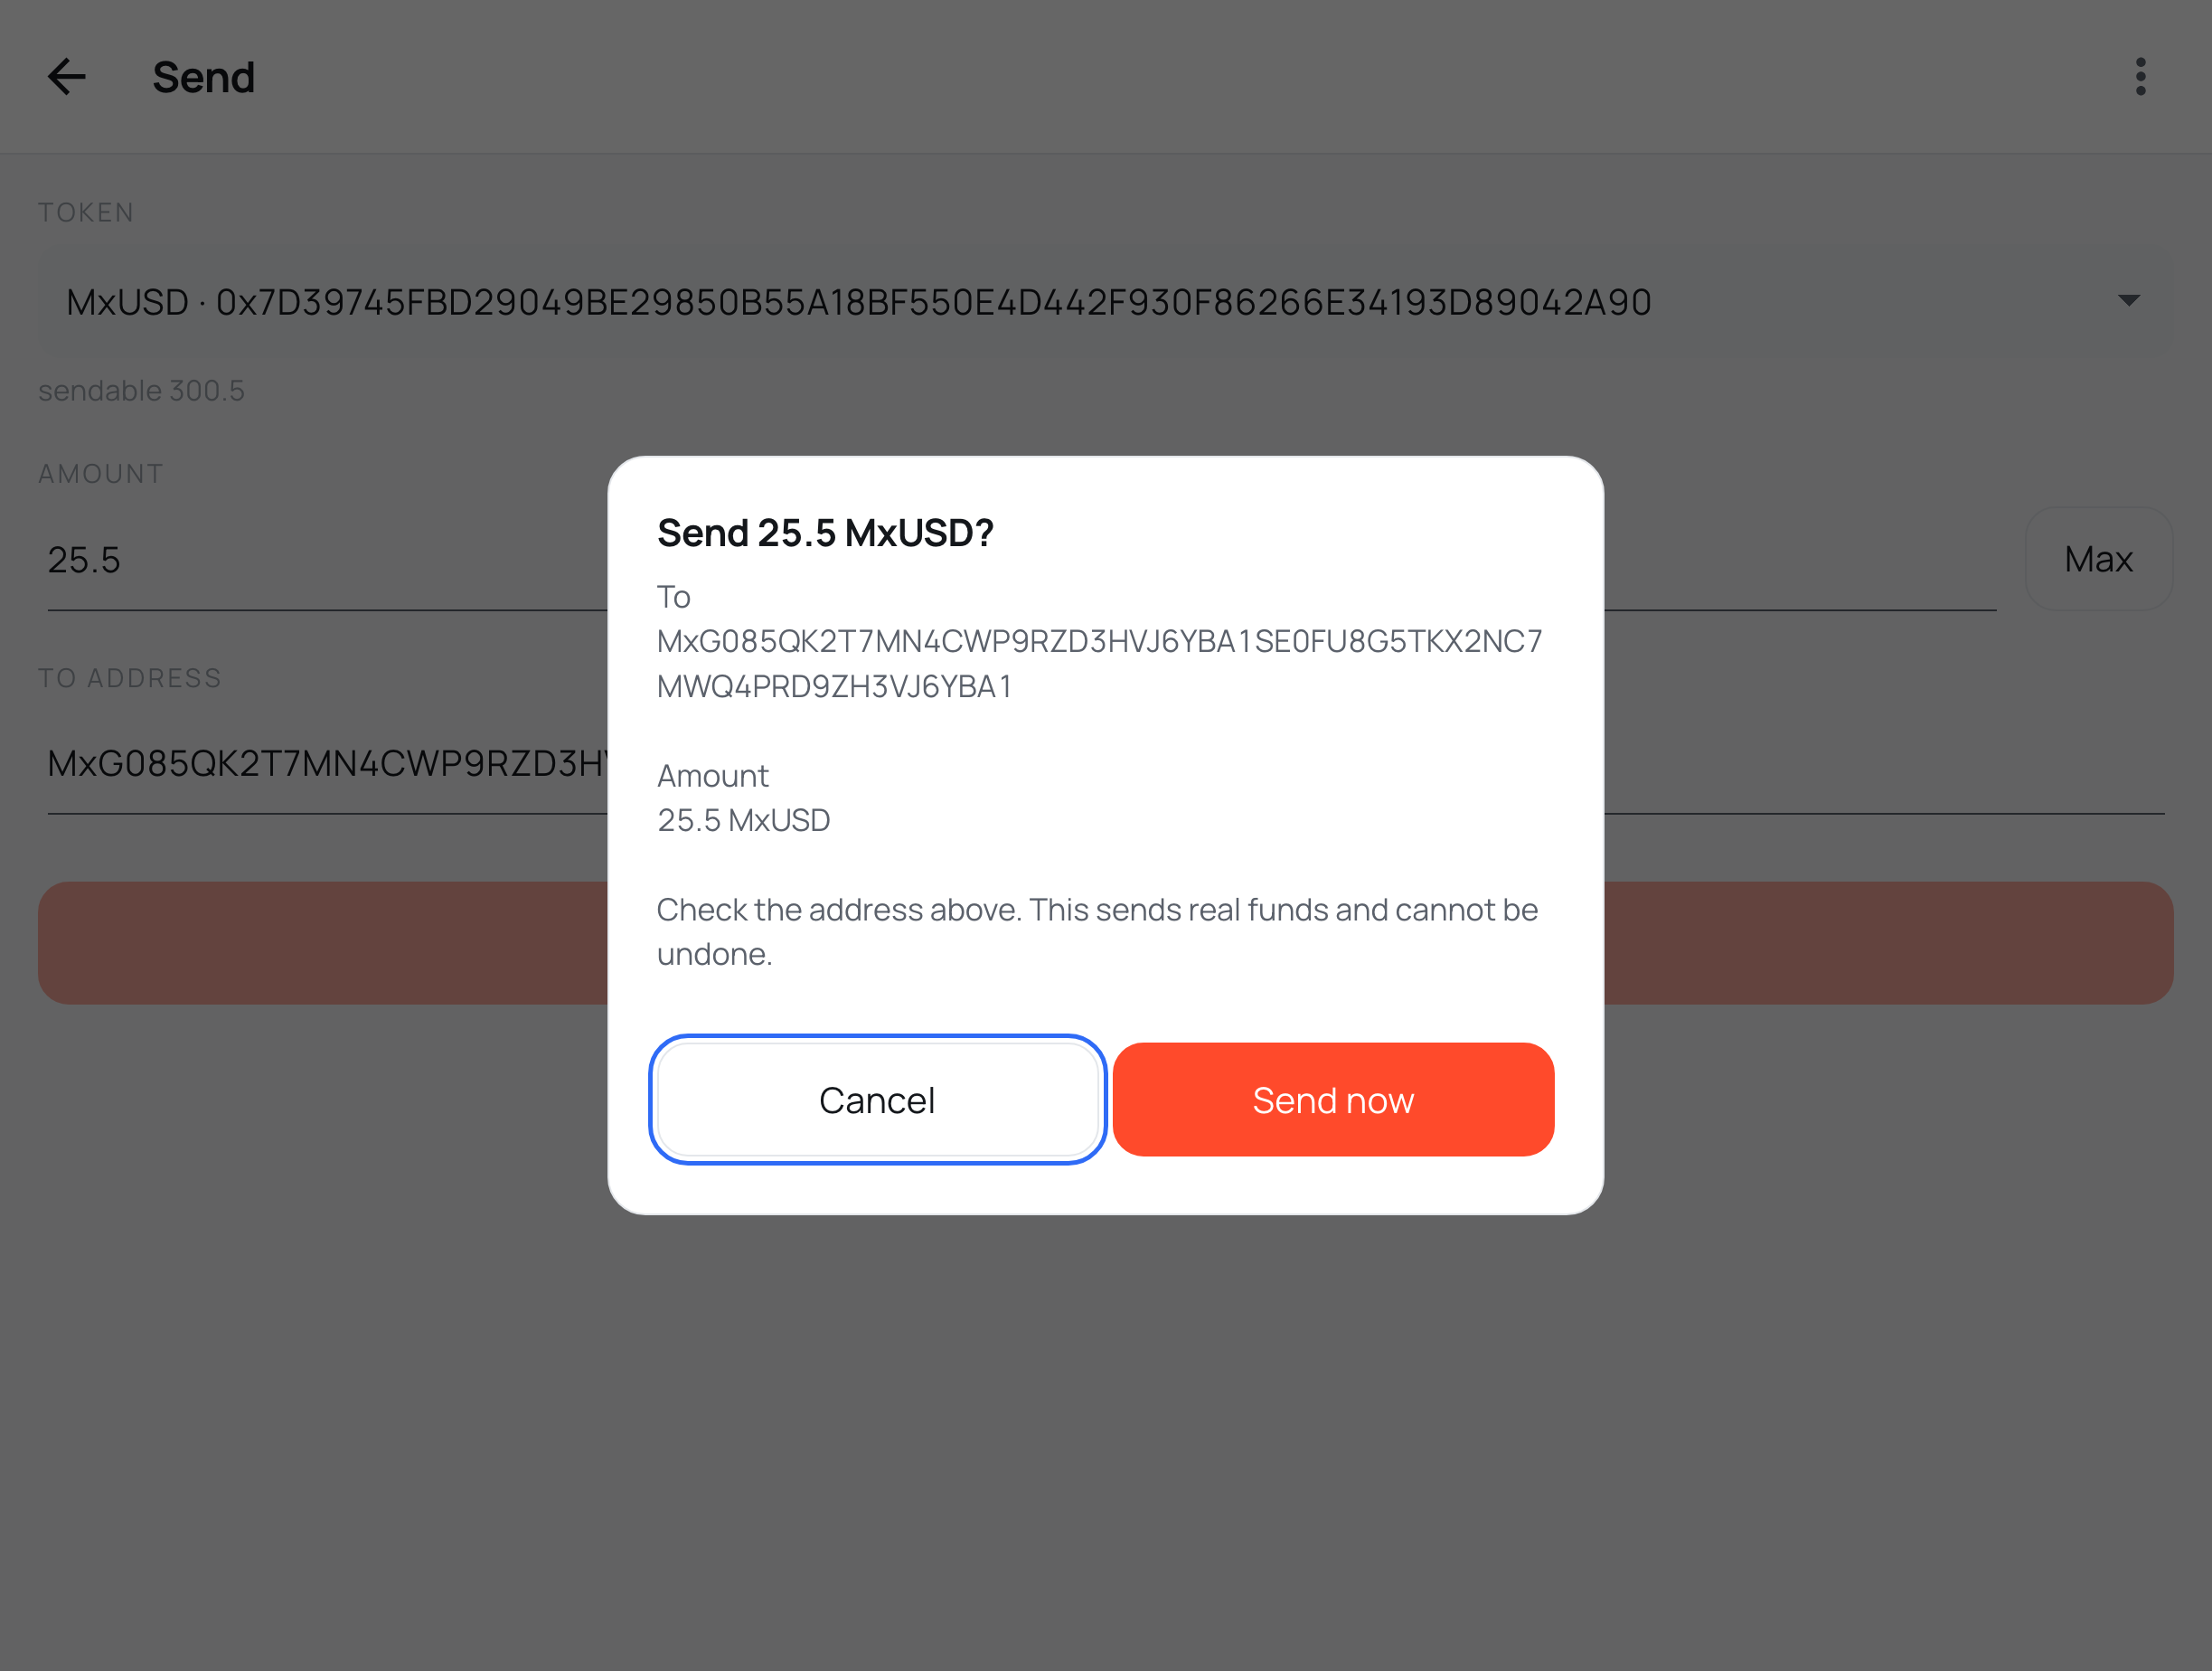 Send
TOKEN
MxUSD · 0x7D39745FBD29049BE29850B55A18BF550E4D442F930F86266E34193D89042A90
sendable 300.5
AMOUNT
25.5
Max
TO ADDRESS
MxG085QK2T7MN4CWP9RZD3H
Send 25.5 MxUSD?
To
MxG085QK2T7MN4CWP9RZD3HVJ6YBA1SE0FU8G5TKX2NC7
MWQ4PRD9ZH3VJ6YBA1
Amount
25.5 MxUSD
Check the address above. This sends real funds and cannot be
undone.
Cancel
Send now